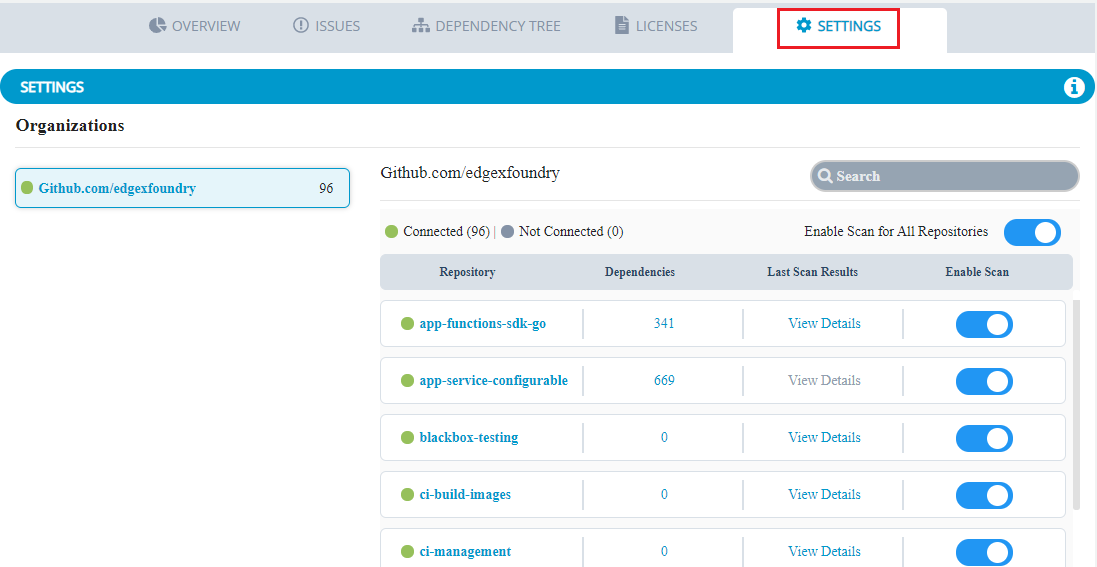 OVERVIEW ISSUES DEPENDENCY TREE LICENSES SETTINGS
SETTINGS
Organizations
Github.com/edgexfoundry 96
Github.com/edgexfoundry
Search
Connected (96) | Not Connected (0) Enable Scan for All Repositories
Repository Dependencies Last Scan Results Enable Scan
app-functions-sdk-go 341 View Details
app-service-configurable 669 View Details
blackbox-testing 0 View Details
ci-build-images 0 View Details
ci-management 0 View Details